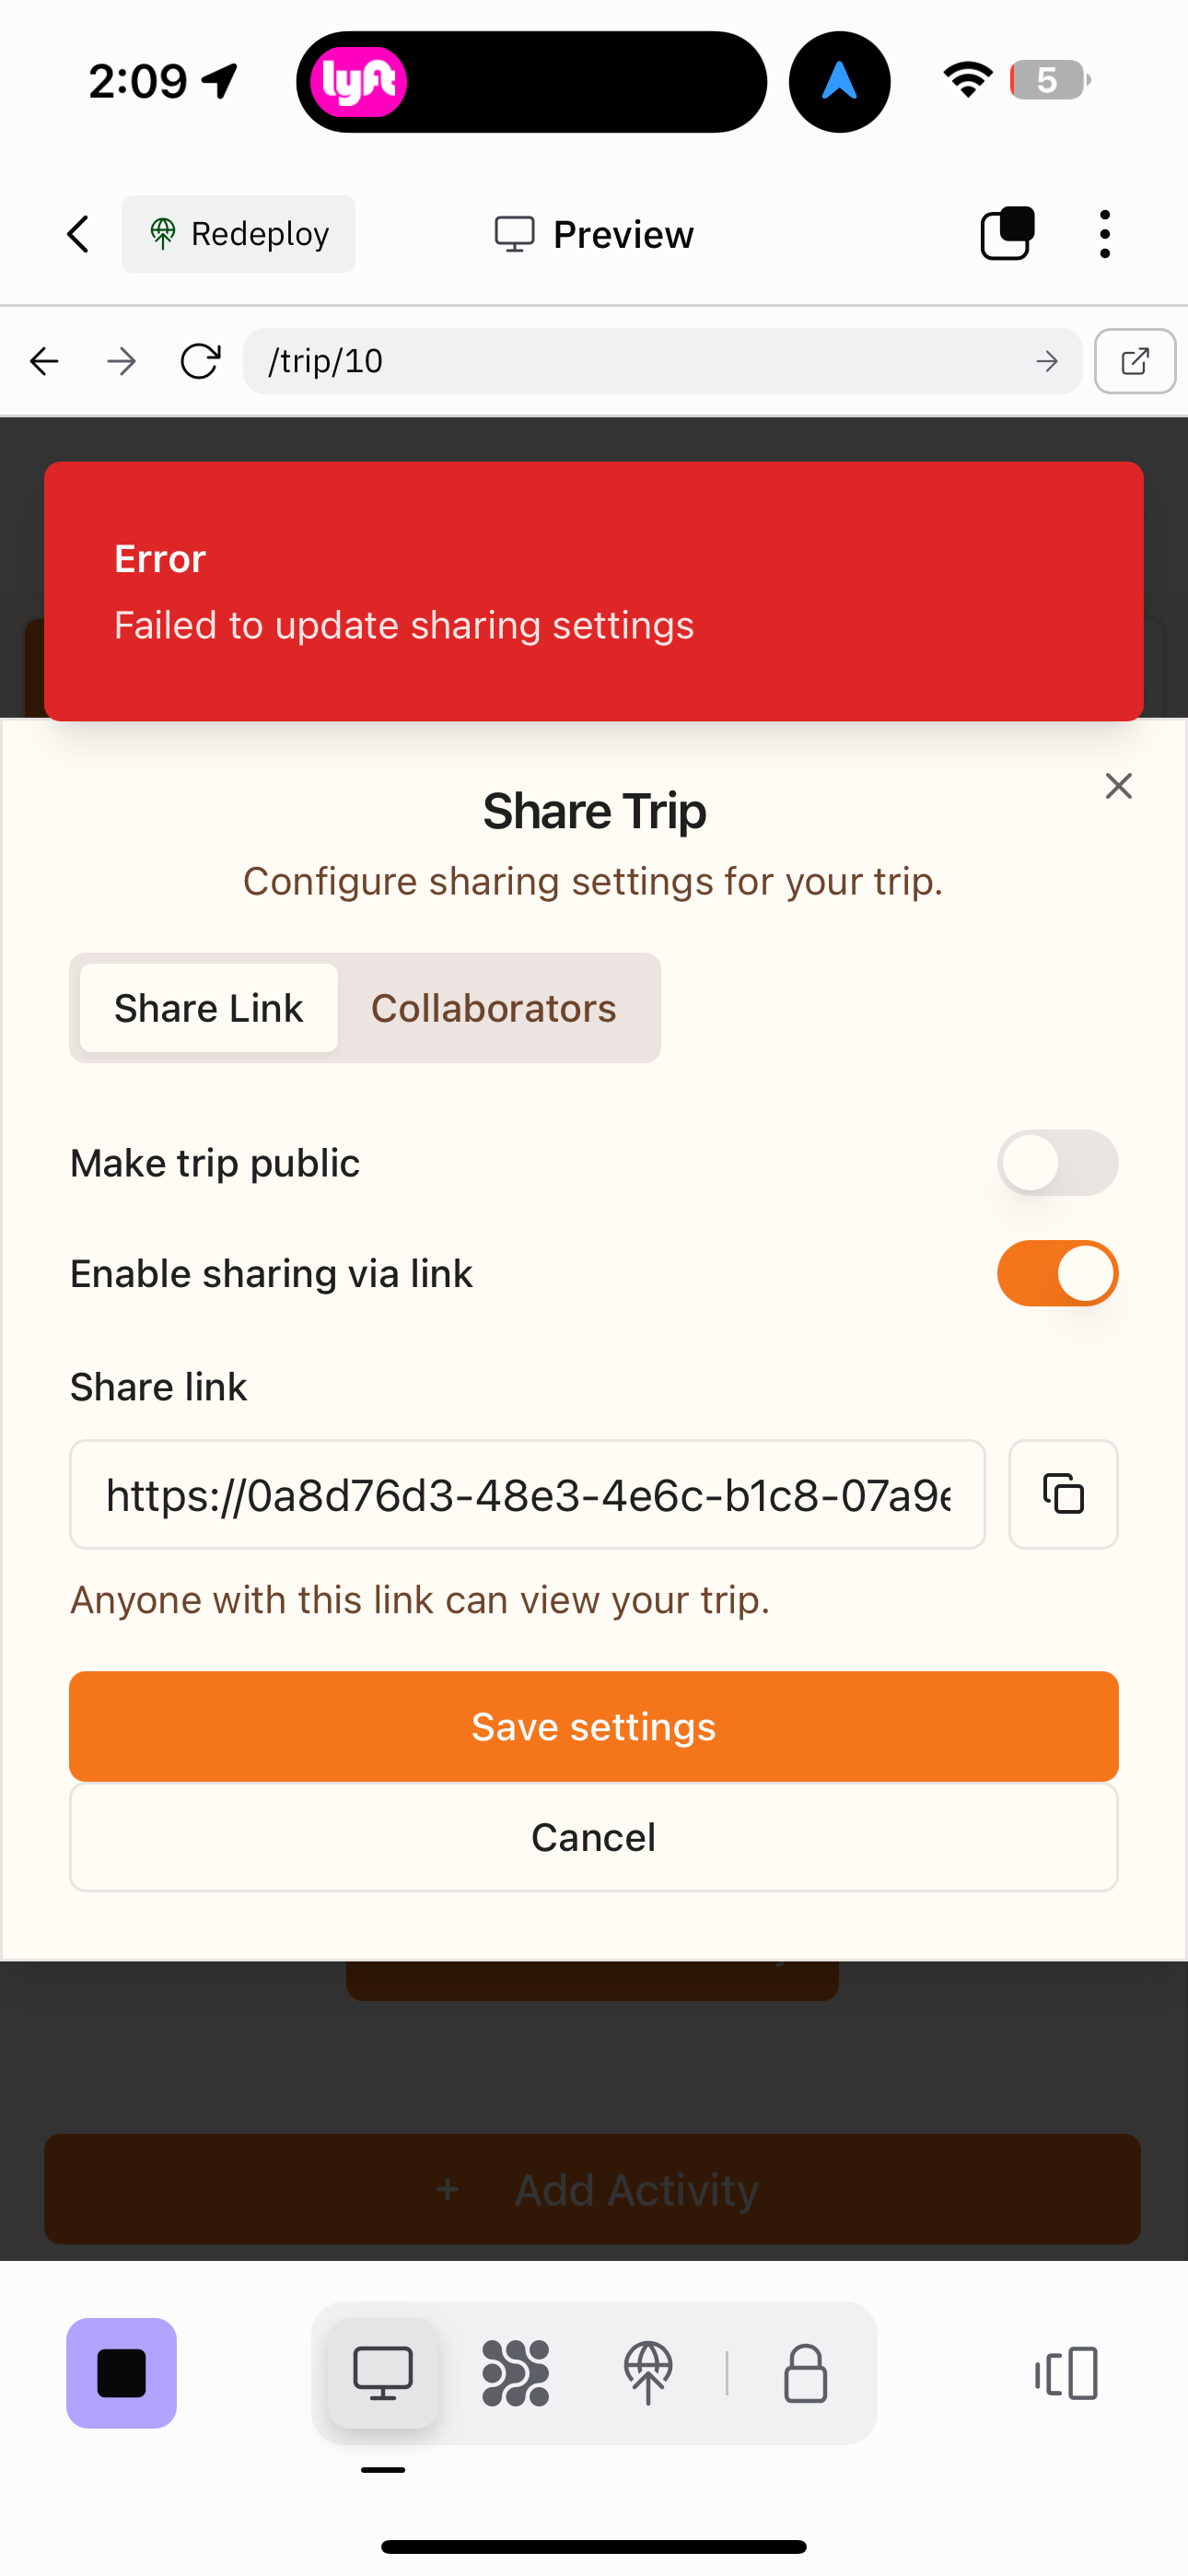 2:09
lyft
5
Redeploy
Preview
/trip/10
Error
Failed to update sharing settings
Share Trip
Configure sharing settings for your trip.
Share Link
Collaborators
Make trip public
Enable sharing via link
Share link
https://0a8d76d3-48e3-4e6c-b1c8-07a9e
Anyone with this link can view your trip.
Save settings
Cancel
+ Add Activity